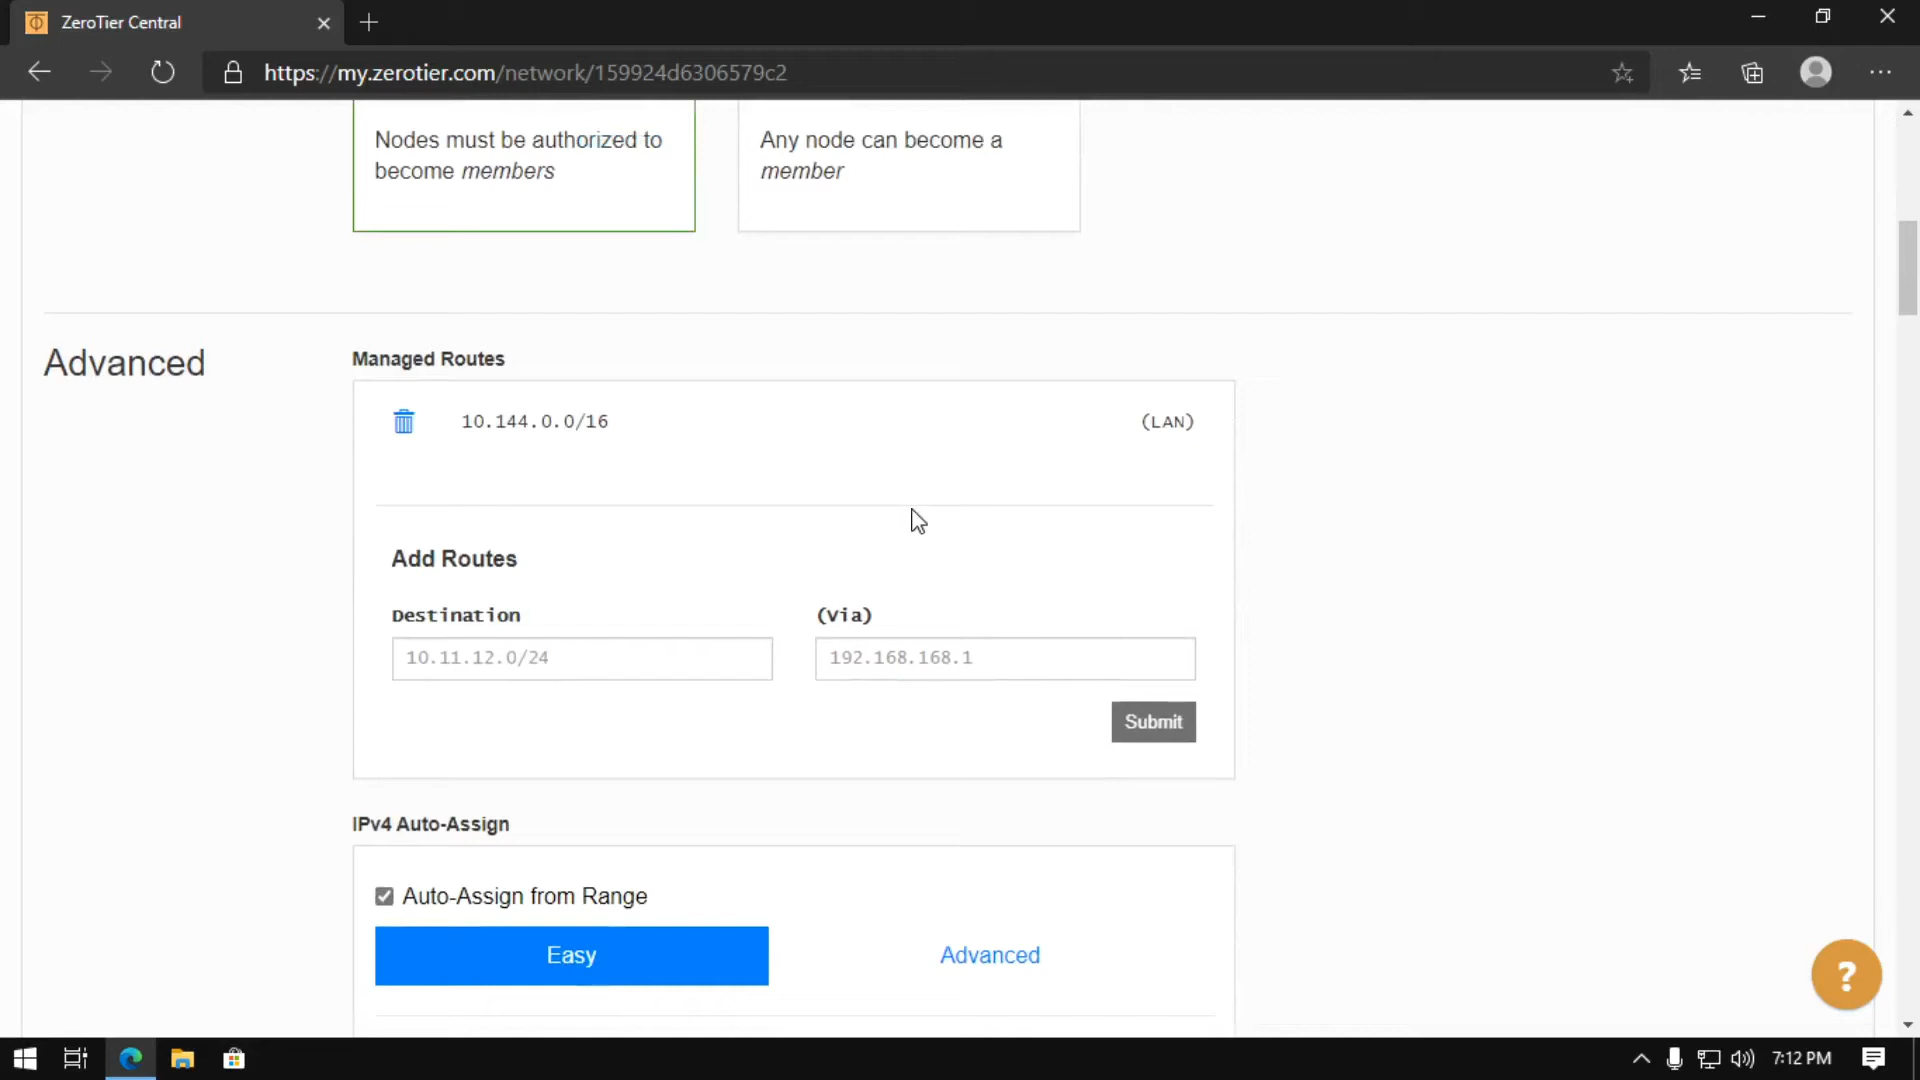 ZeroTier Central
https://my.zerotier.com/network/159924d6306579c2
Nodes must be authorized to
become members
Any node can become a
member
Advanced
Managed Routes
10.144.0.0/16
(LAN)
Add Routes
Destination
(Via)
10.11.12.0/24
192.168.168.1
Submit
IPv4 Auto-Assign
Auto-Assign from Range
Easy
Advanced
?
7:12 PM